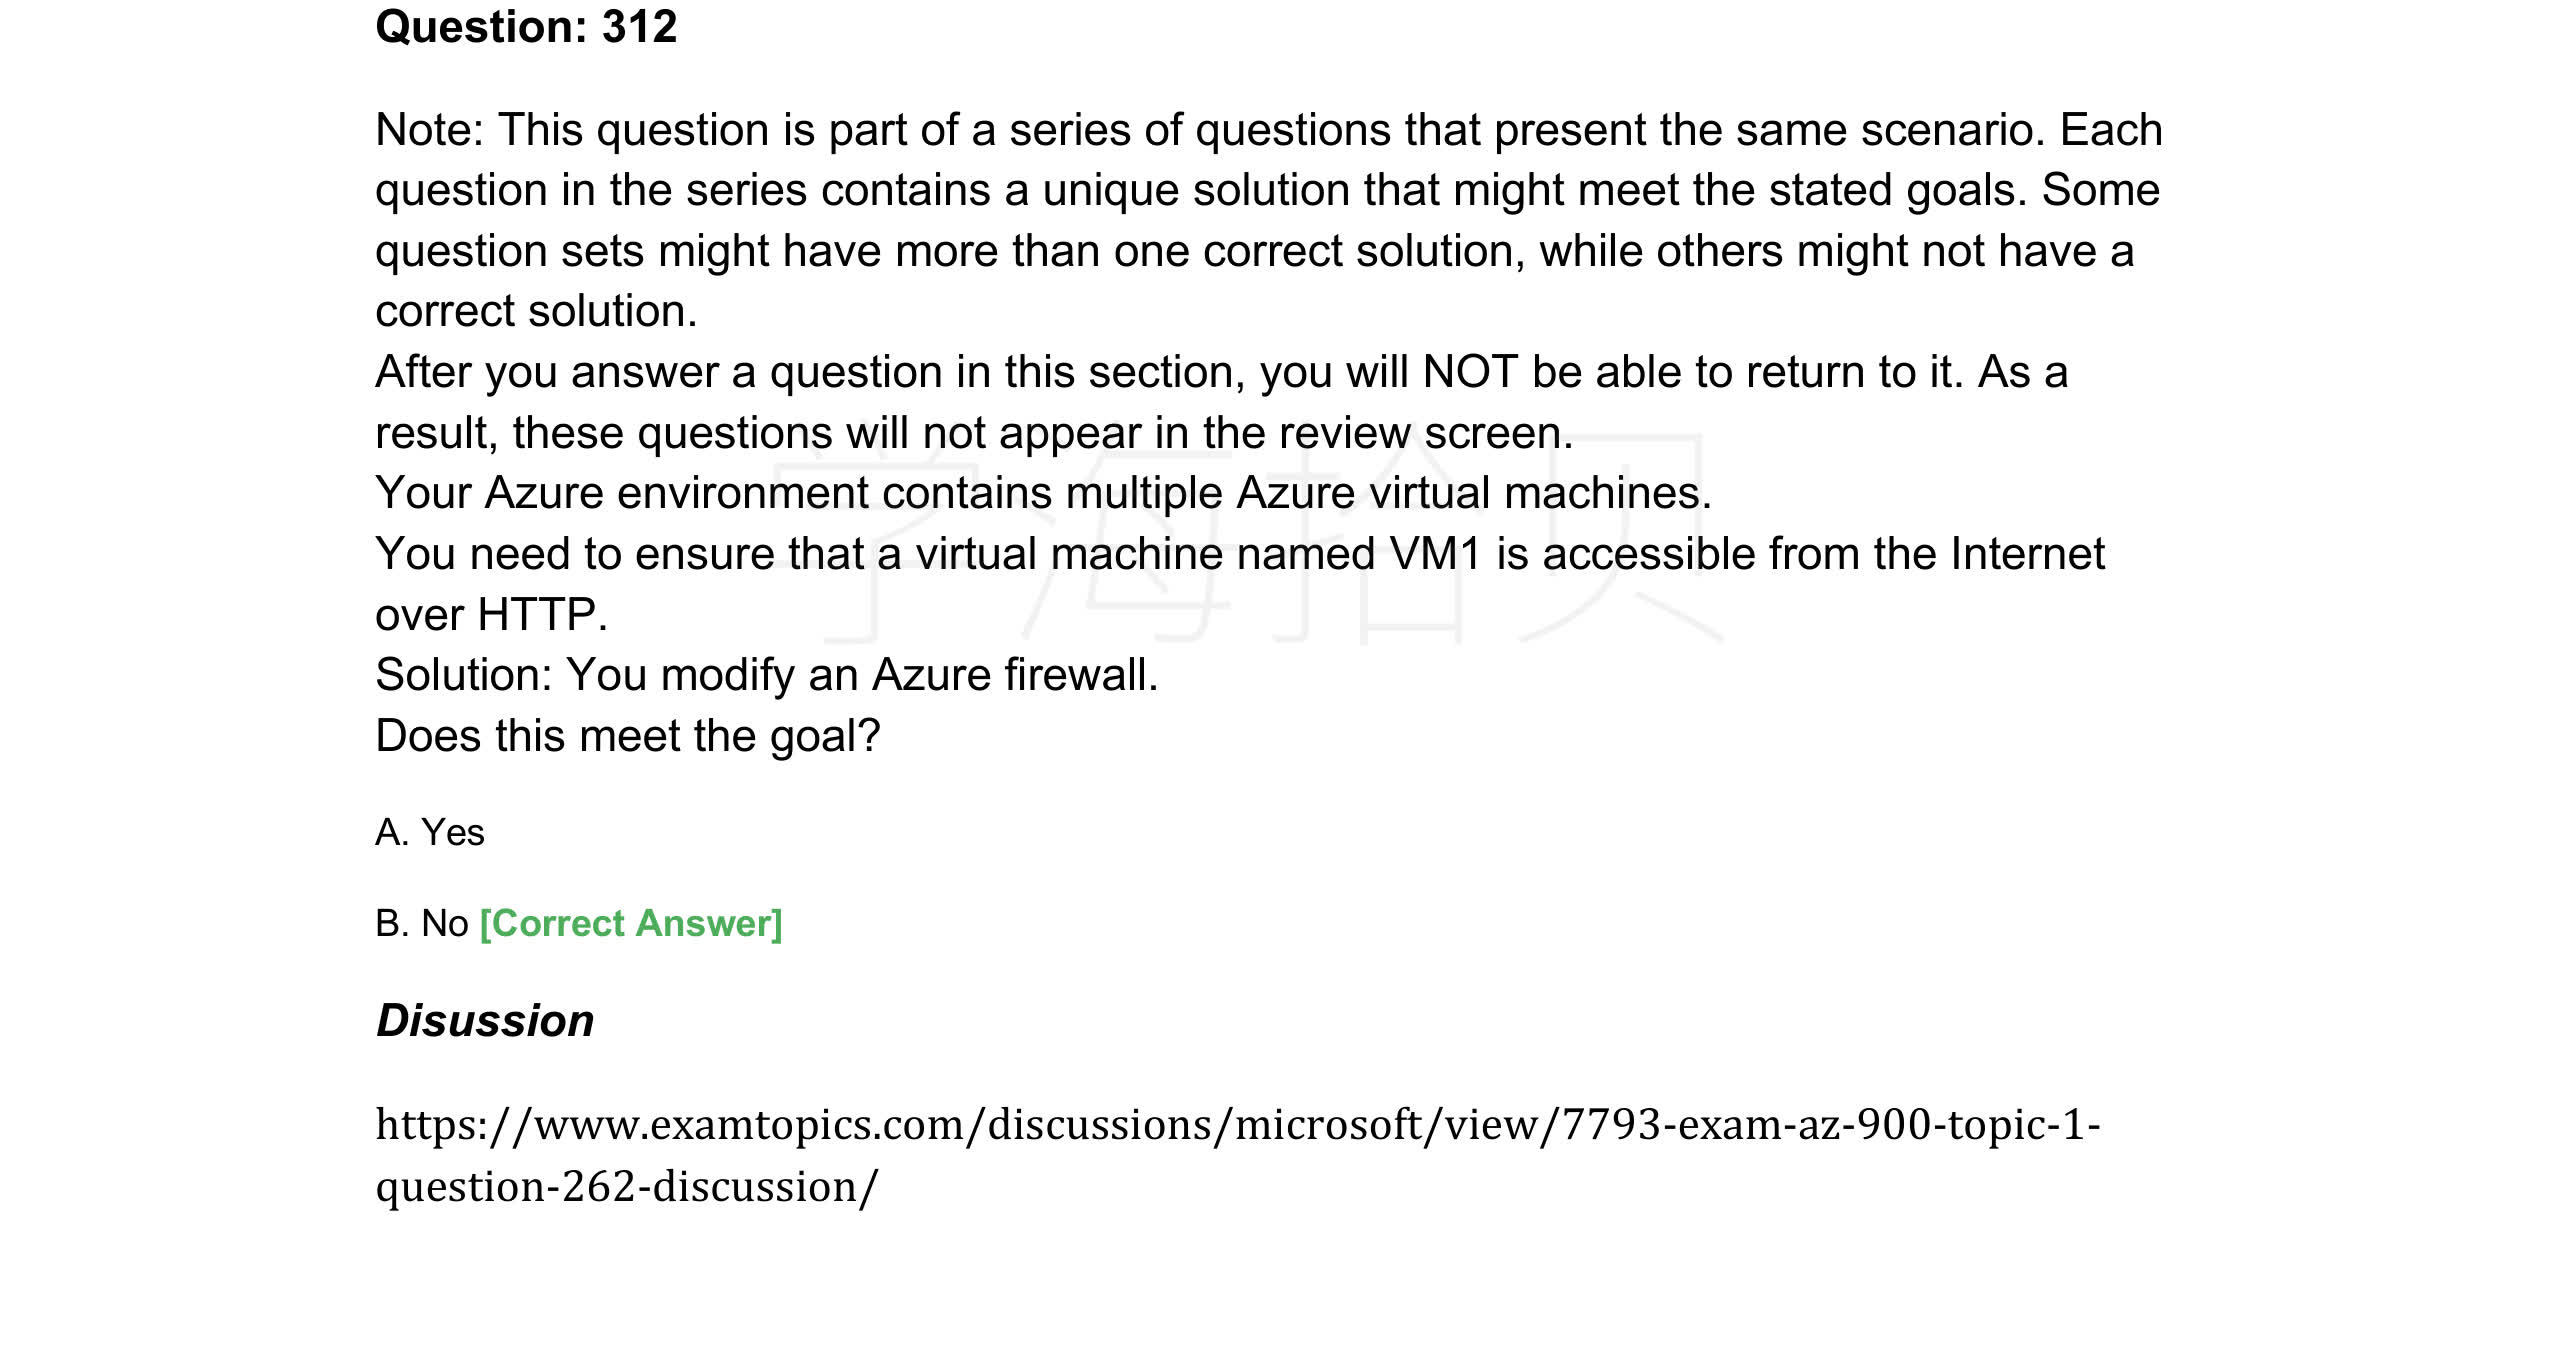 Question: 312
Note: This question is part of a series of questions that present the same scenario. Each
question in the series contains a unique solution that might meet the stated goals. Some
question sets might have more than one correct solution, while others might not have a
correct solution.
After you answer a question in this section, you will NOT be able to return to it. As a
result, these questions will not appear in the review screen.
Your Azure environment contains multiple Azure virtual machines.
You need to ensure that a virtual machine named VM1 is accessible from the Internet
over HTTP.
Solution: You modify an Azure firewall.
Does this meet the goal?
学海拾贝
A. Yes
B. No [Correct Answer]
Disussion
https://www.examtopics.com/discussions/microsoft/view/7793-exam-az-900-topic-1-
question-262-discussion/